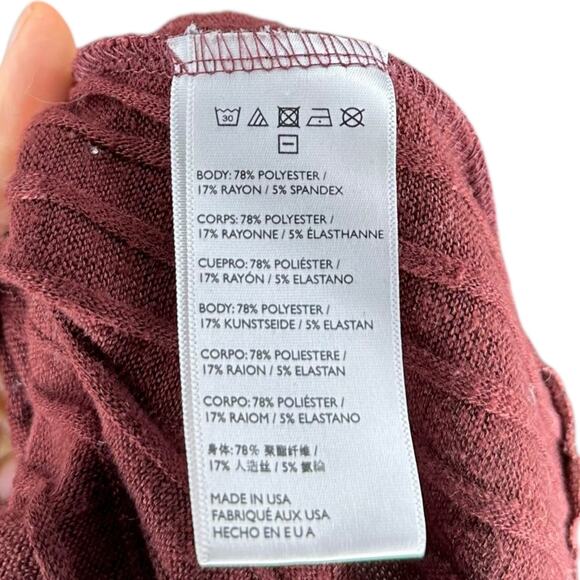 30
BODY: 78% POLYESTER /
17% RAYON / 5% SPANDEX
CORPS: 78% POLYESTER /
17% RAYONNE / 5% ÉLASTHANNE
CUEPRO: 78% POLIÉSTER /
17% RAYÓN / 5% ELASTANO
BODY: 78% POLYESTER /
17% KUNSTSEIDE / 5% ELASTAN
CORPO: 78% POLIESTERE /
17% RAION / 5% ELASTAN
CORPO: 78% POLIÉSTER /
17% RAIOM / 5% ELASTANO
身体: 78% 聚酯纤维 /
17% 人造丝 / 5% 氨纶
MADE IN USA
FABRIQUÉ AUX USA
HECHO EN E U A